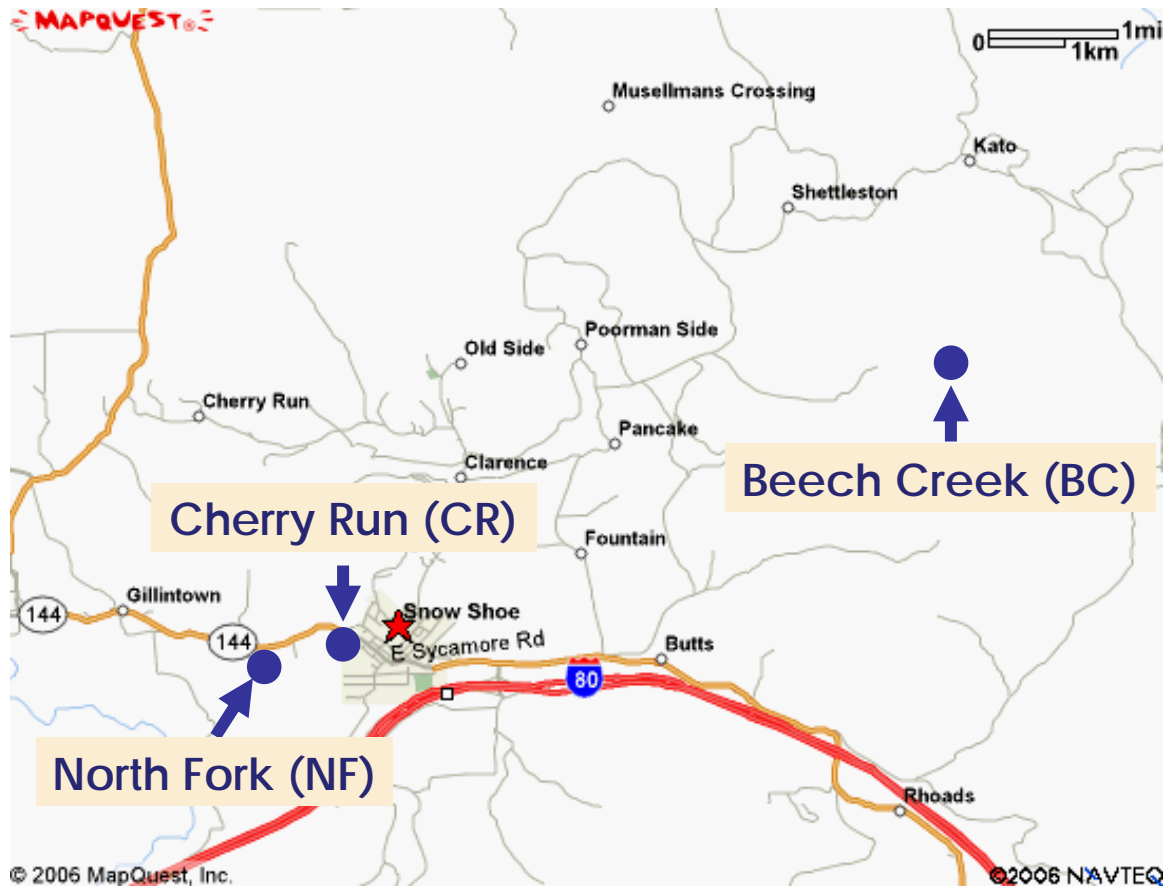 MAPQUEST®
0 1mi
1km
Musellmans Crossing
Kato
Shettleston
Poorman Side
Old Side
Cherry Run
Pancake
Clarence
Beech Creek (BC)
Cherry Run (CR)
Fountain
Gillintown
144
Snow Shoe
144
E Sycamore Rd
Butts
80
North Fork (NF)
Rhoads
© 2006 MapQuest, Inc.
©2006 NAVTEQ